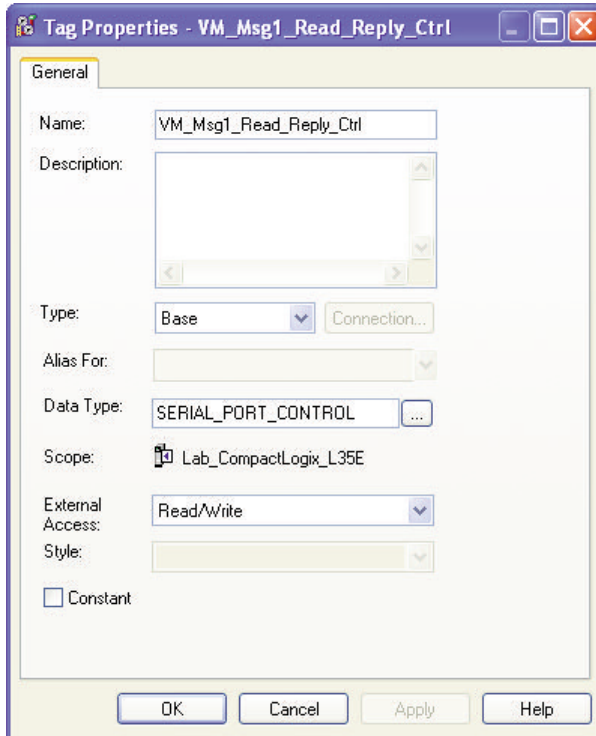 Tag Properties - VM_Msg1_Read_Reply_Ctrl
General
Name: VM_Msg1_Read_Reply_Ctrl
Description:
Type: Base Connection...
Alias For:
Data Type: SERIAL_PORT_CONTROL ...
Scope: Lab_CompactLogix_L35E
External
Access: Read/Write
Style:
Constant
OK Cancel Apply Help